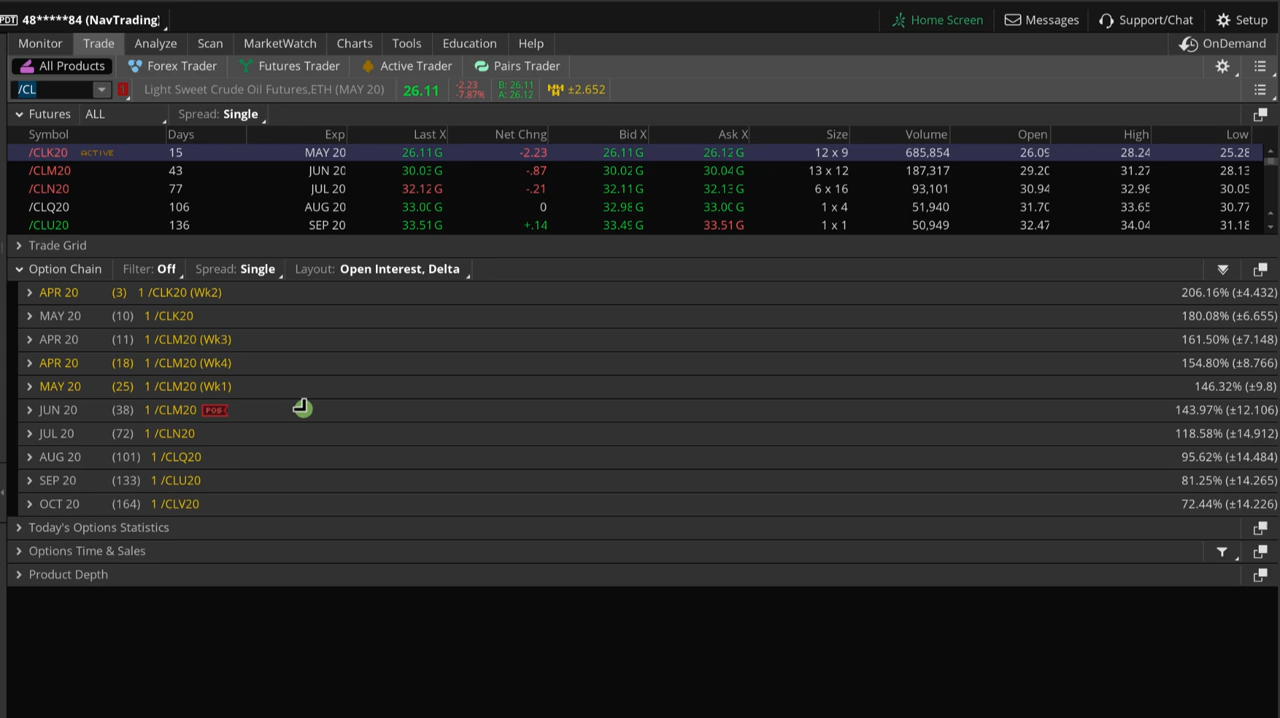 PDT 48*****84 (NavTrading) Home Screen Messages Support/Chat Setup
Monitor Trade Analyze Scan MarketWatch Charts Tools Education Help OnDemand
All Products Forex Trader Futures Trader Active Trader Pairs Trader
/CL Light Sweet Crude Oil Futures,ETH (MAY 20) 26.11 -2.23 -7.87% B: 26.11 A: 26.12 ±2.652
Futures ALL Spread: Single
Symbol Days Exp Last X Net Chng Bid X Ask X Size Volume Open High Low
/CLK20 ACTIVE 15 MAY 20 26.11 G -2.23 26.11 G 26.12 G 12 x 9 685,854 26.09 28.24 25.28
/CLM20 43 JUN 20 30.03 G -.87 30.02 G 30.04 G 13 x 12 187,317 29.20 31.27 28.13
/CLN20 77 JUL 20 32.12 G -.21 32.11 G 32.13 G 6 x 16 93,101 30.94 32.96 30.05
/CLQ20 106 AUG 20 33.00 G 0 32.98 G 33.00 G 1 x 4 51,940 31.70 33.65 30.77
/CLU20 136 SEP 20 33.51 G +.14 33.49 G 33.51 G 1 x 1 50,949 32.47 34.04 31.18
Trade Grid
Option Chain Filter: Off Spread: Single Layout: Open Interest, Delta
APR 20 (3) 1 /CLK20 (Wk2) 206.16% (±4.432)
MAY 20 (10) 1 /CLK20 180.08% (±6.655)
APR 20 (11) 1 /CLM20 (Wk3) 161.50% (±7.148)
APR 20 (18) 1 /CLM20 (Wk4) 154.80% (±8.766)
MAY 20 (25) 1 /CLM20 (Wk1) 146.32% (±9.8)
JUN 20 (38) 1 /CLM20 POS 143.97% (±12.106)
JUL 20 (72) 1 /CLN20 118.58% (±14.912)
AUG 20 (101) 1 /CLQ20 95.62% (±14.484)
SEP 20 (133) 1 /CLU20 81.25% (±14.265)
OCT 20 (164) 1 /CLV20 72.44% (±14.226)
Today's Options Statistics
Options Time & Sales
Product Depth